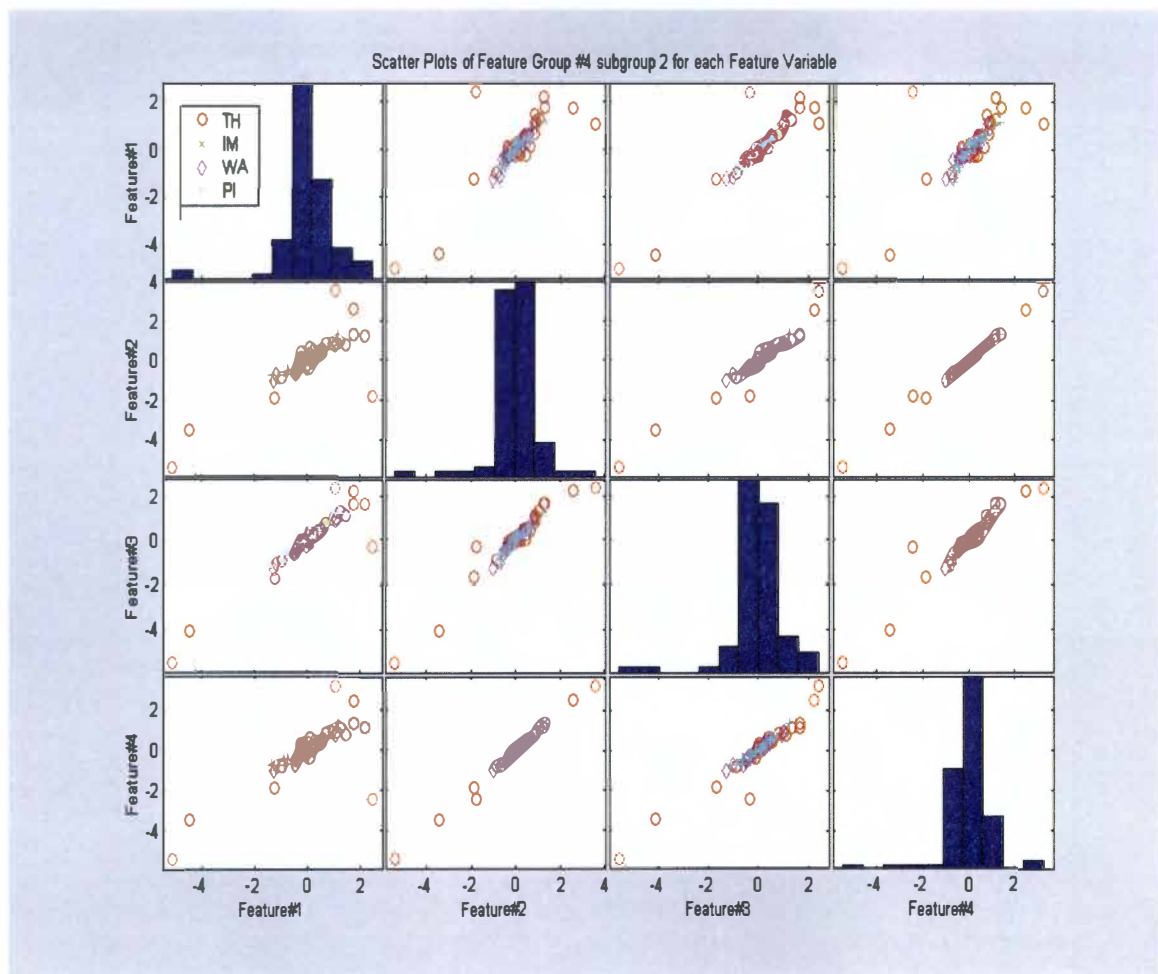 Scatter Plots of Feature Group #4 subgroup 2 for each Feature Variable
Feature#1
2
0
-2
-4
TH
IM
WA
PI
Feature#2
4
2
0
-2
-4
Feature#3
2
0
-2
-4
Feature#4
2
0
-2
-4
-4 -2 0 2
-4 -2 0 2 4
-4 -2 0 2
-4 -2 0 2
Feature#1
Feature#2
Feature#3
Feature#4